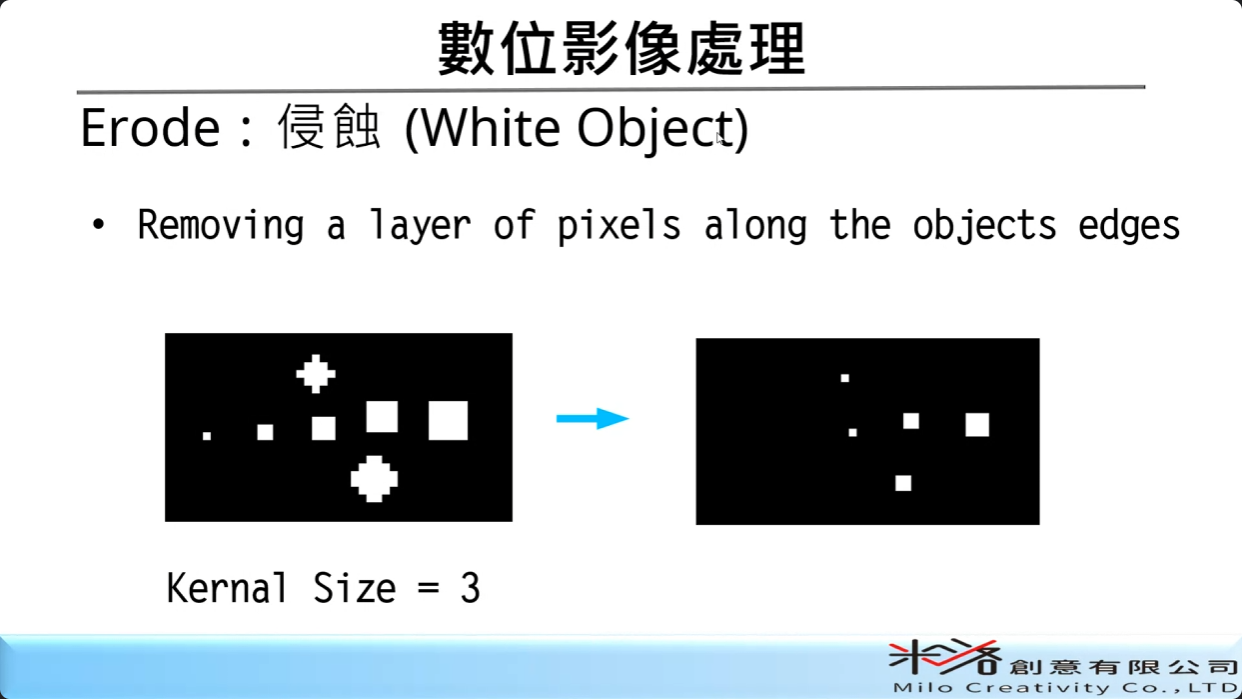 數位影像處理
Erode：侵蝕 (White Object)
• Removing a layer of pixels along the objects edges
Kernal Size = 3
米洛創意有限公司
Milo Creativity Co.,LTD